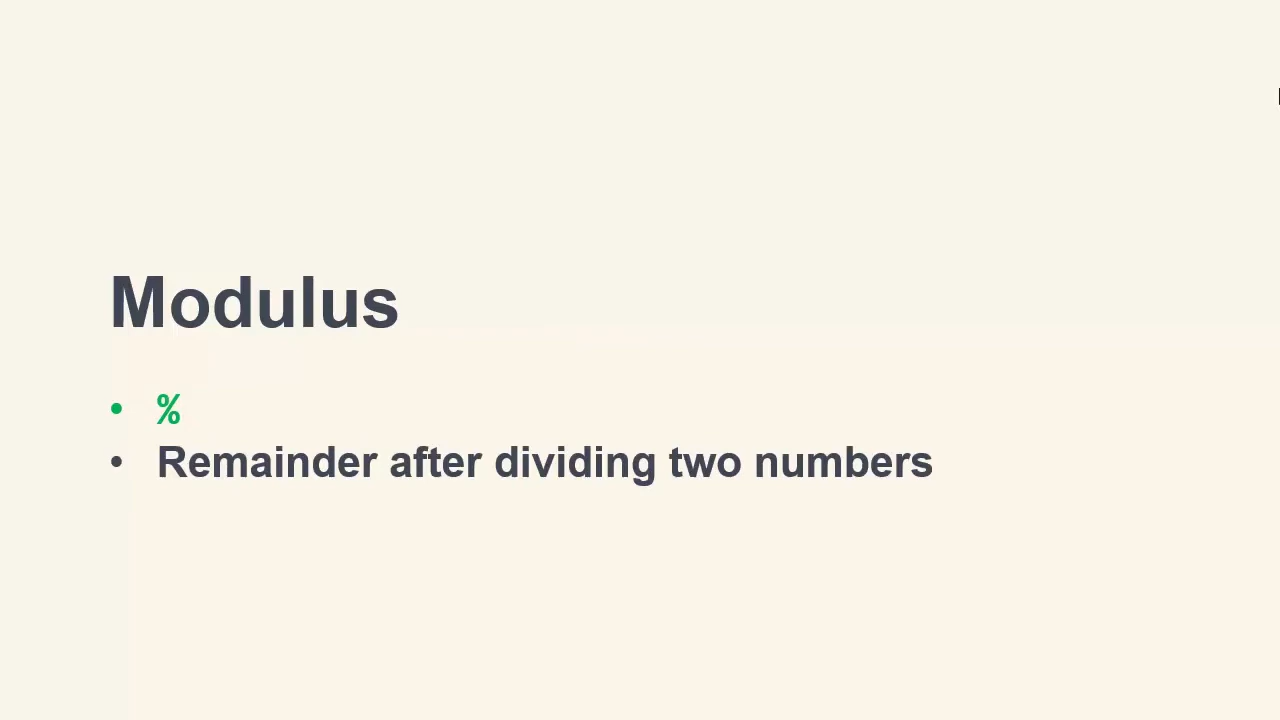 Modulus
• %
• Remainder after dividing two numbers